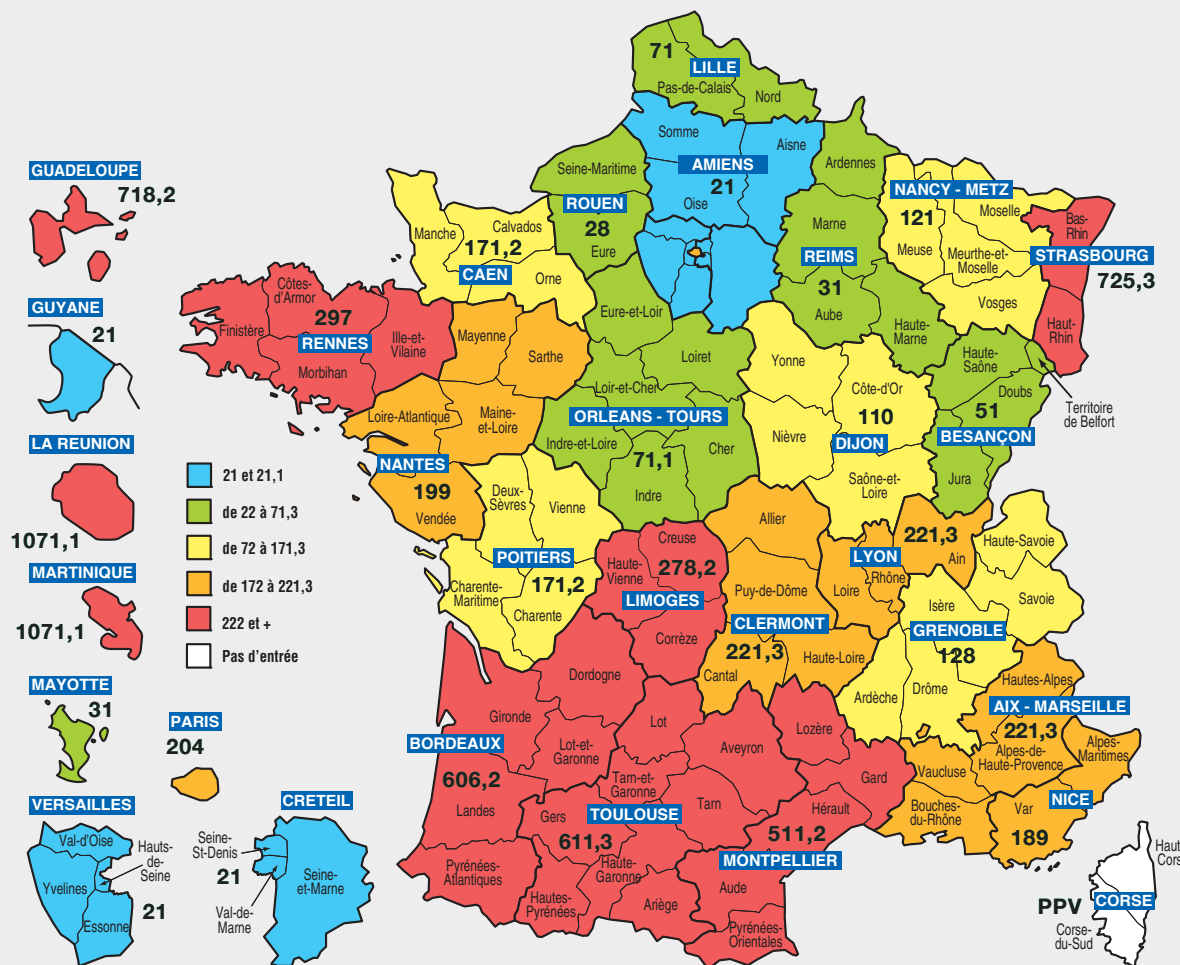 71
LILLE
Pas-de-Calais
Nord
Somme
Aisne
AMIENS
21
Oise
Seine-Maritime
ROUEN
28
Eure
Ardennes
Marne
REIMS
31
Aube
Haute-
Marne
NANCY - METZ
121
Moselle
Meuse
Meurthe-et-
Moselle
Vosges
Bas-
Rhin
STRASBOURG
725,3
Haut-
Rhin
GUADELOUPE
718,2
GUYANE
21
LA REUNION
1071,1
MARTINIQUE
1071,1
MAYOTTE
31
PARIS
204
Manche
Calvados
171,2
CAEN
Orne
Côtes-
d'Armor
Finistère
297
RENNES
Ille-et-
Vilaine
Morbihan
Mayenne
Sarthe
Loire-Atlantique
Maine-
et-Loire
NANTES
199
Vendée
Eure-et-Loir
Loiret
Loir-et-Cher
ORLEANS - TOURS
Indre-et-Loire
71,1
Cher
Indre
Yonne
Côte-d'Or
110
Nièvre
DIJON
Saône-et-
Loire
Haute-
Saône
Doubs
51
BESANÇON
Jura
Territoire
de Belfort
21 et 21,1
de 22 à 71,3
de 72 à 171,3
de 172 à 221,3
222 et +
Pas d'entrée
Deux-
Sèvres
Vienne
POITIERS
171,2
Charente-
Maritime
Charente
Creuse
Haute-
Vienne
278,2
LIMOGES
Corrèze
Allier
Puy-de-Dôme
CLERMONT
221,3
Cantal
Haute-Loire
LYON
221,3
Ain
Rhône
Loire
Haute-Savoie
Savoie
Isère
GRENOBLE
128
Ardèche
Drôme
Hautes-Alpes
AIX - MARSEILLE
221,3
Alpes-de-
Haute-Provence
Vaucluse
Bouches-
du-Rhône
Alpes-
Maritimes
NICE
Var
189
Dordogne
Gironde
BORDEAUX
606,2
Lot-et-
Garonne
Landes
Pyrénées-
Atlantiques
Lot
Aveyron
Tarn-et-
Garonne
Tarn
TOULOUSE
Gers
611,3
Haute-
Garonne
Hautes-
Pyrénées
Ariège
Lozère
Gard
Hérault
511,2
MONTPELLIER
Aude
Pyrénées-
Orientales
VERSAILLES
Val-d'Oise
Hauts-
de-
Seine
Yvelines
21
Essonne
CRETEIL
Seine-
St-Denis
21
Seine-
et-Marne
Val-de-
Marne
Haut
Cors
PPV
CORSE
Corse-
du-Sud